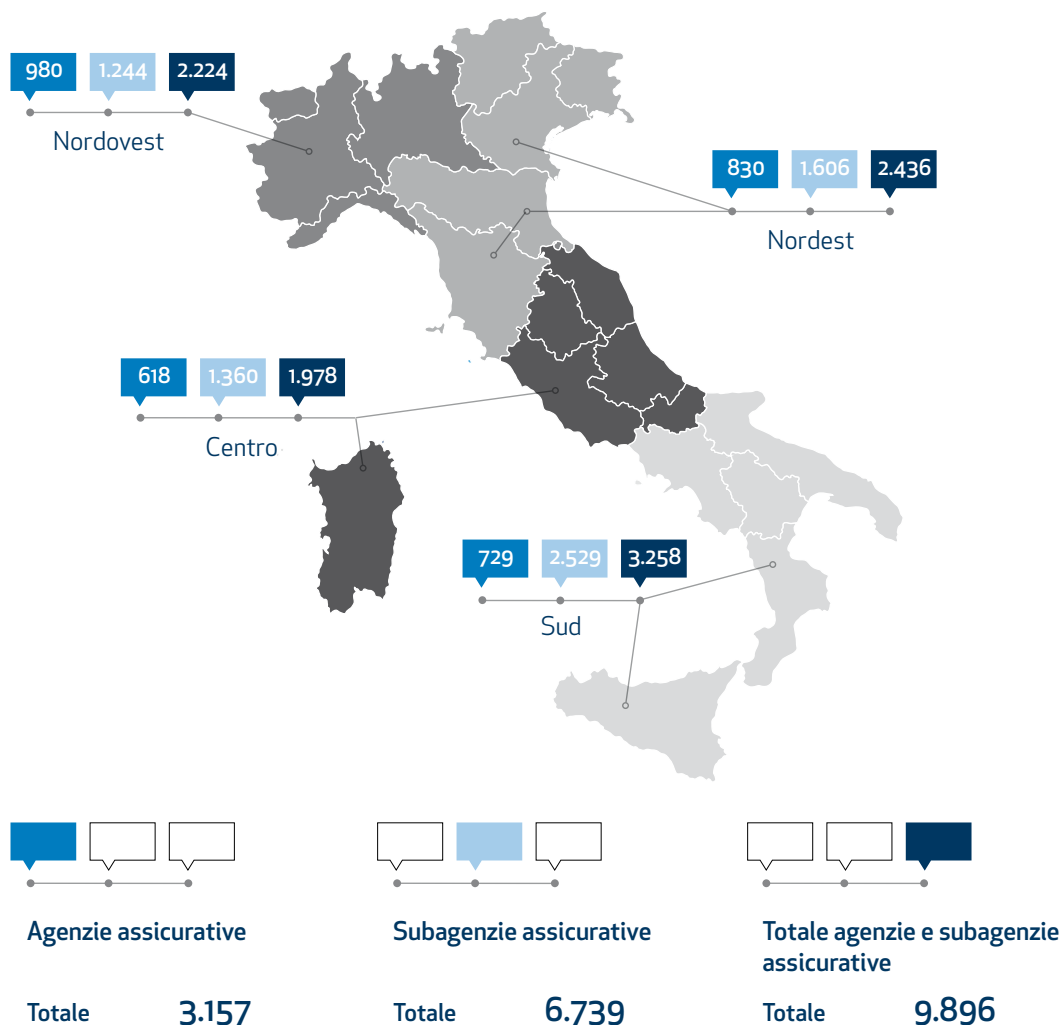 980 1.244 2.224
Nordovest
830 1.606 2.436
Nordest
618 1.360 1.978
Centro
729 2.529 3.258
Sud
Agenzie assicurative
Totale 3.157
Subagenzie assicurative
Totale 6.739
Totale agenzie e subagenzie
assicurative
Totale 9.896